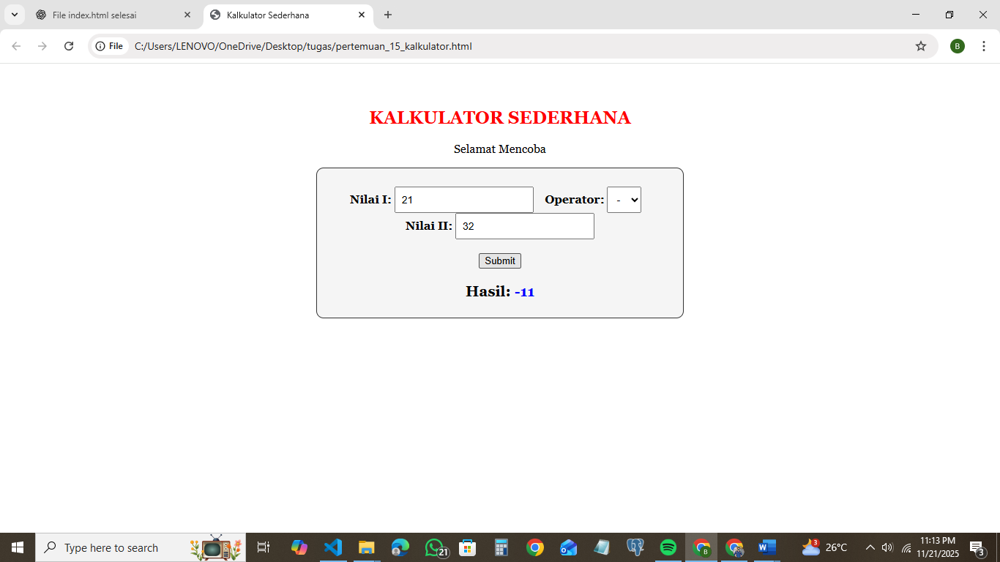 File index.html selesai
Kalkulator Sederhana
File
C:/Users/LENOVO/OneDrive/Desktop/tugas/pertemuan_15_kalkulator.html
B
KALKULATOR SEDERHANA
Selamat Mencoba
Nilai I: 21 Operator: -
Nilai II: 32
Submit
Hasil: -11
Type here to search
21
B
3
26°C
11:13 PM
11/21/2025
3